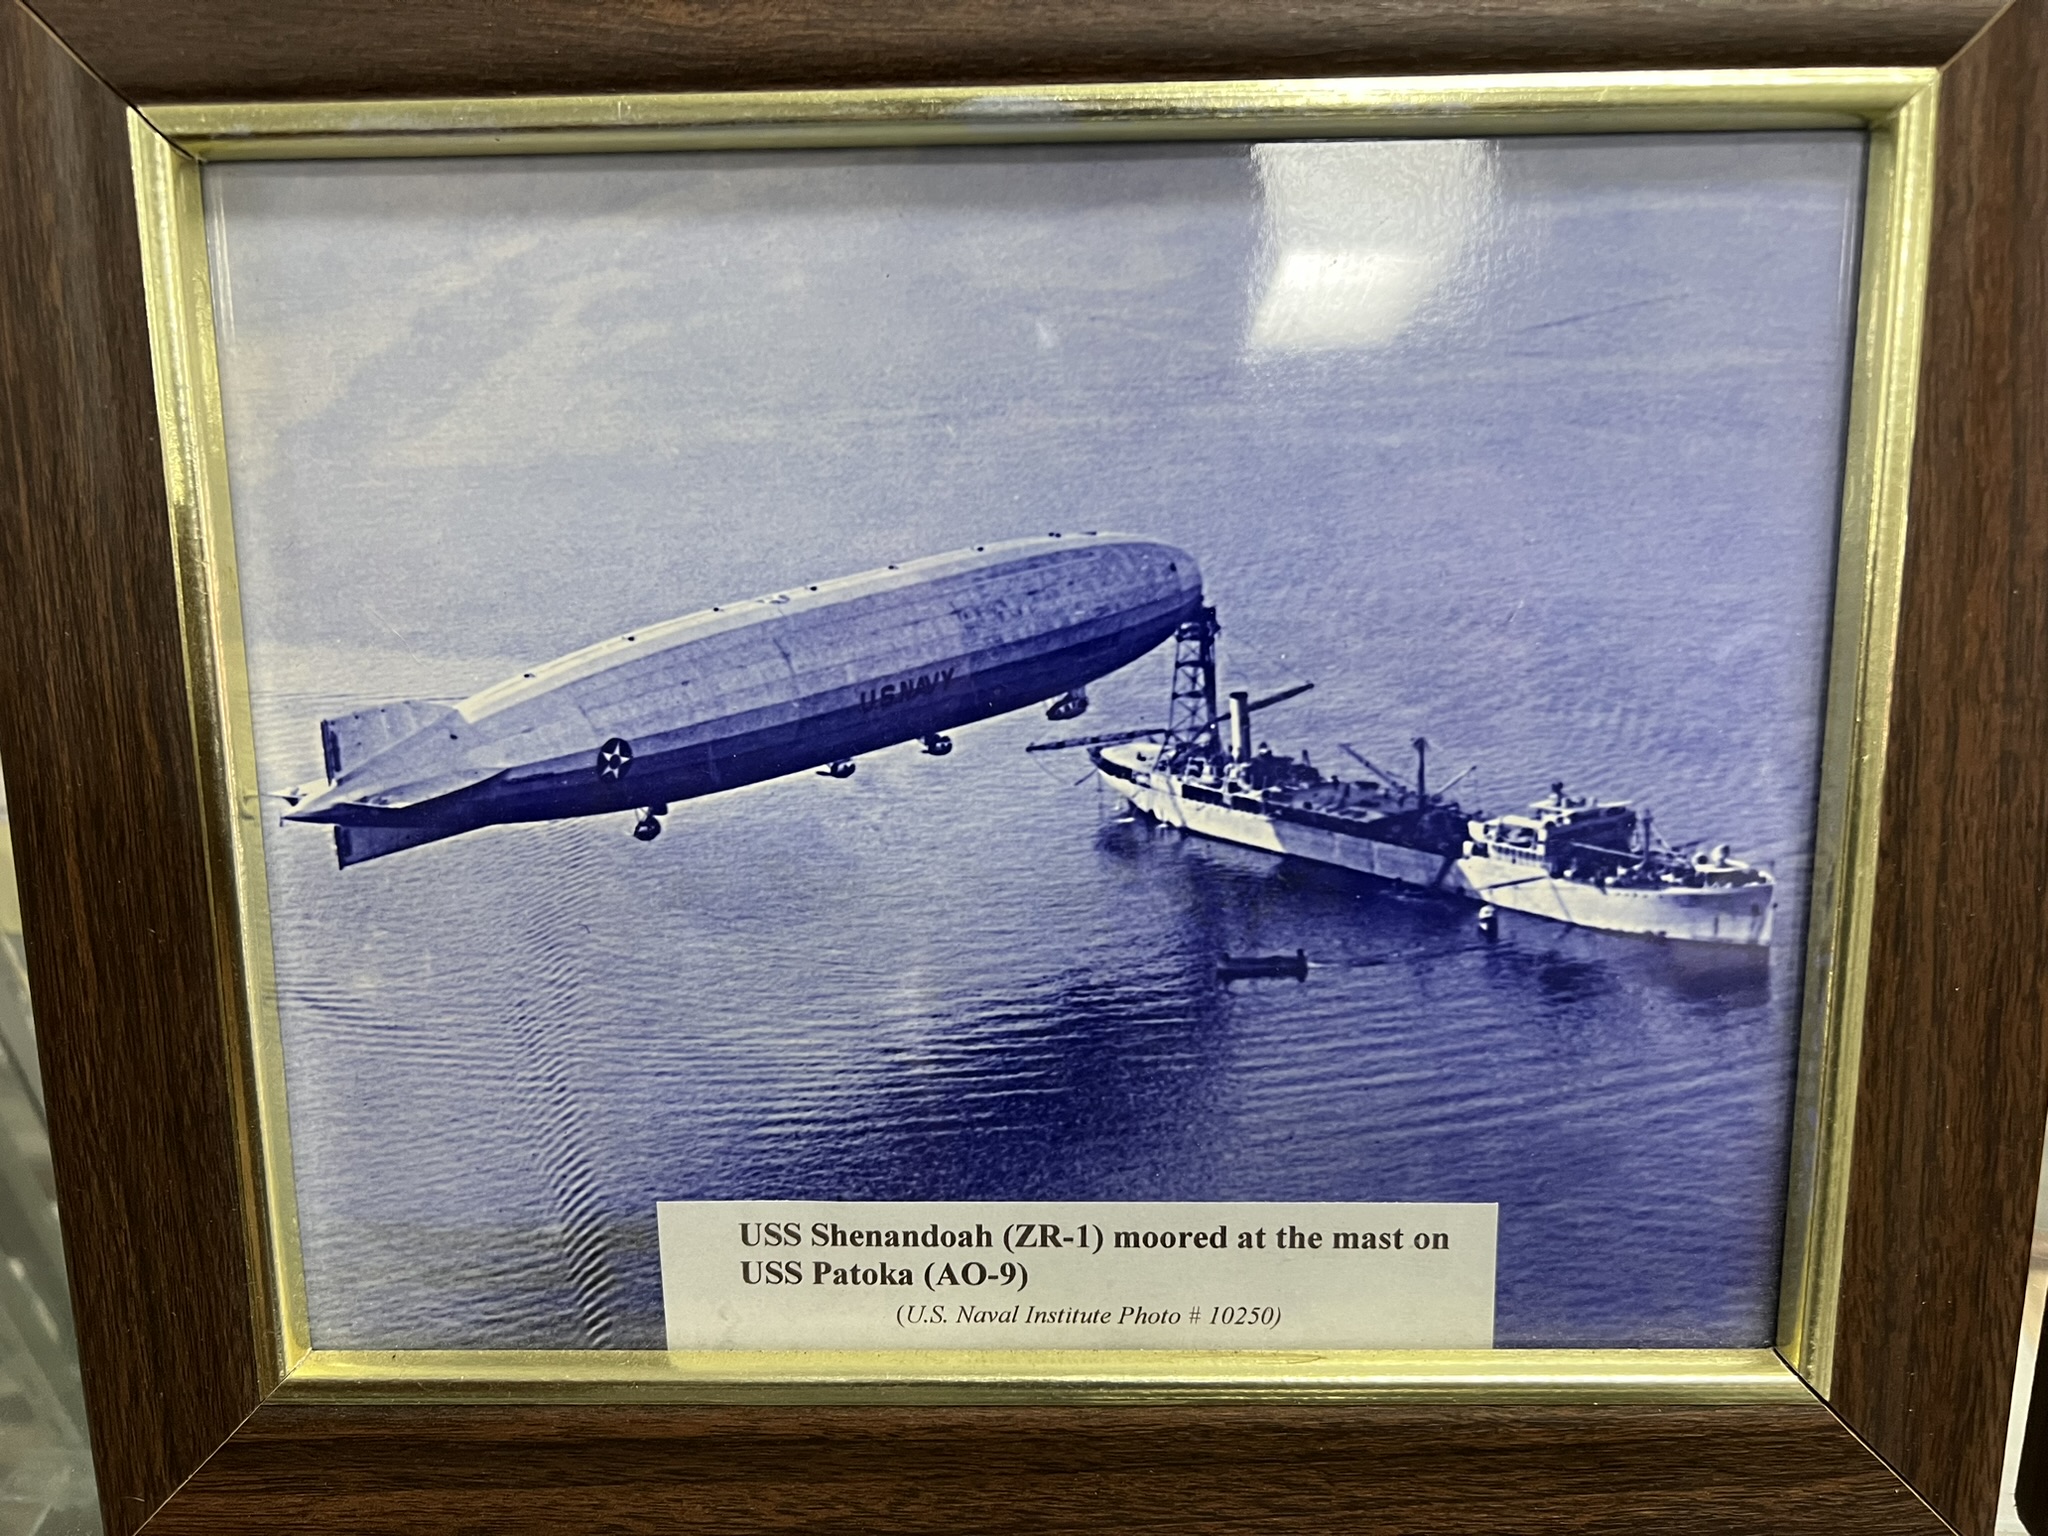 U.S.NAVY
USS Shenandoah (ZR-1) moored at the mast on
USS Patoka (AO-9)
(U.S. Naval Institute Photo # 10250)